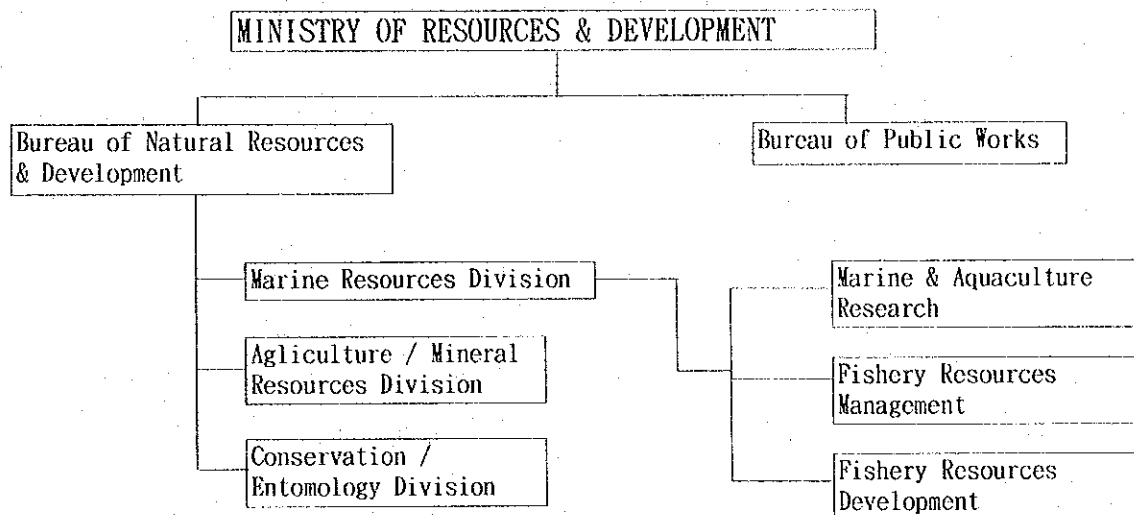 MINISTRY OF RESOURCES & DEVELOPMENT
Bureau of Natural Resources
& Development
Bureau of Public Works
Marine Resources Division
Agliculture / Mineral
Resources Division
Conservation /
Entomology Division
Marine & Aquaculture
Research
Fishery Resources
Management
Fishery Resources
Development